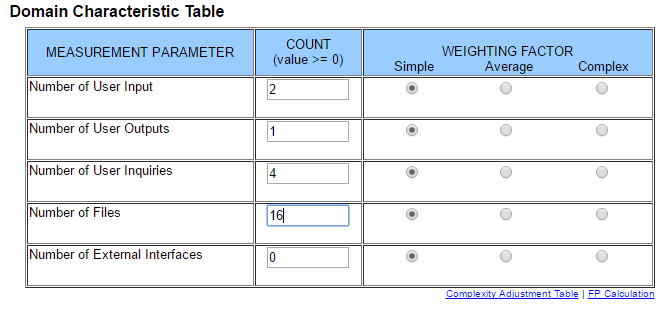 Domain Characteristic Table
MEASUREMENT PARAMETER
COUNT
(value >= 0)
WEIGHTING FACTOR
Simple Average Complex
Number of User Input 2
Number of User Outputs 1
Number of User Inquiries 4
Number of Files 16
Number of External Interfaces 0
Complexity Adjustment Table | FP Calculation